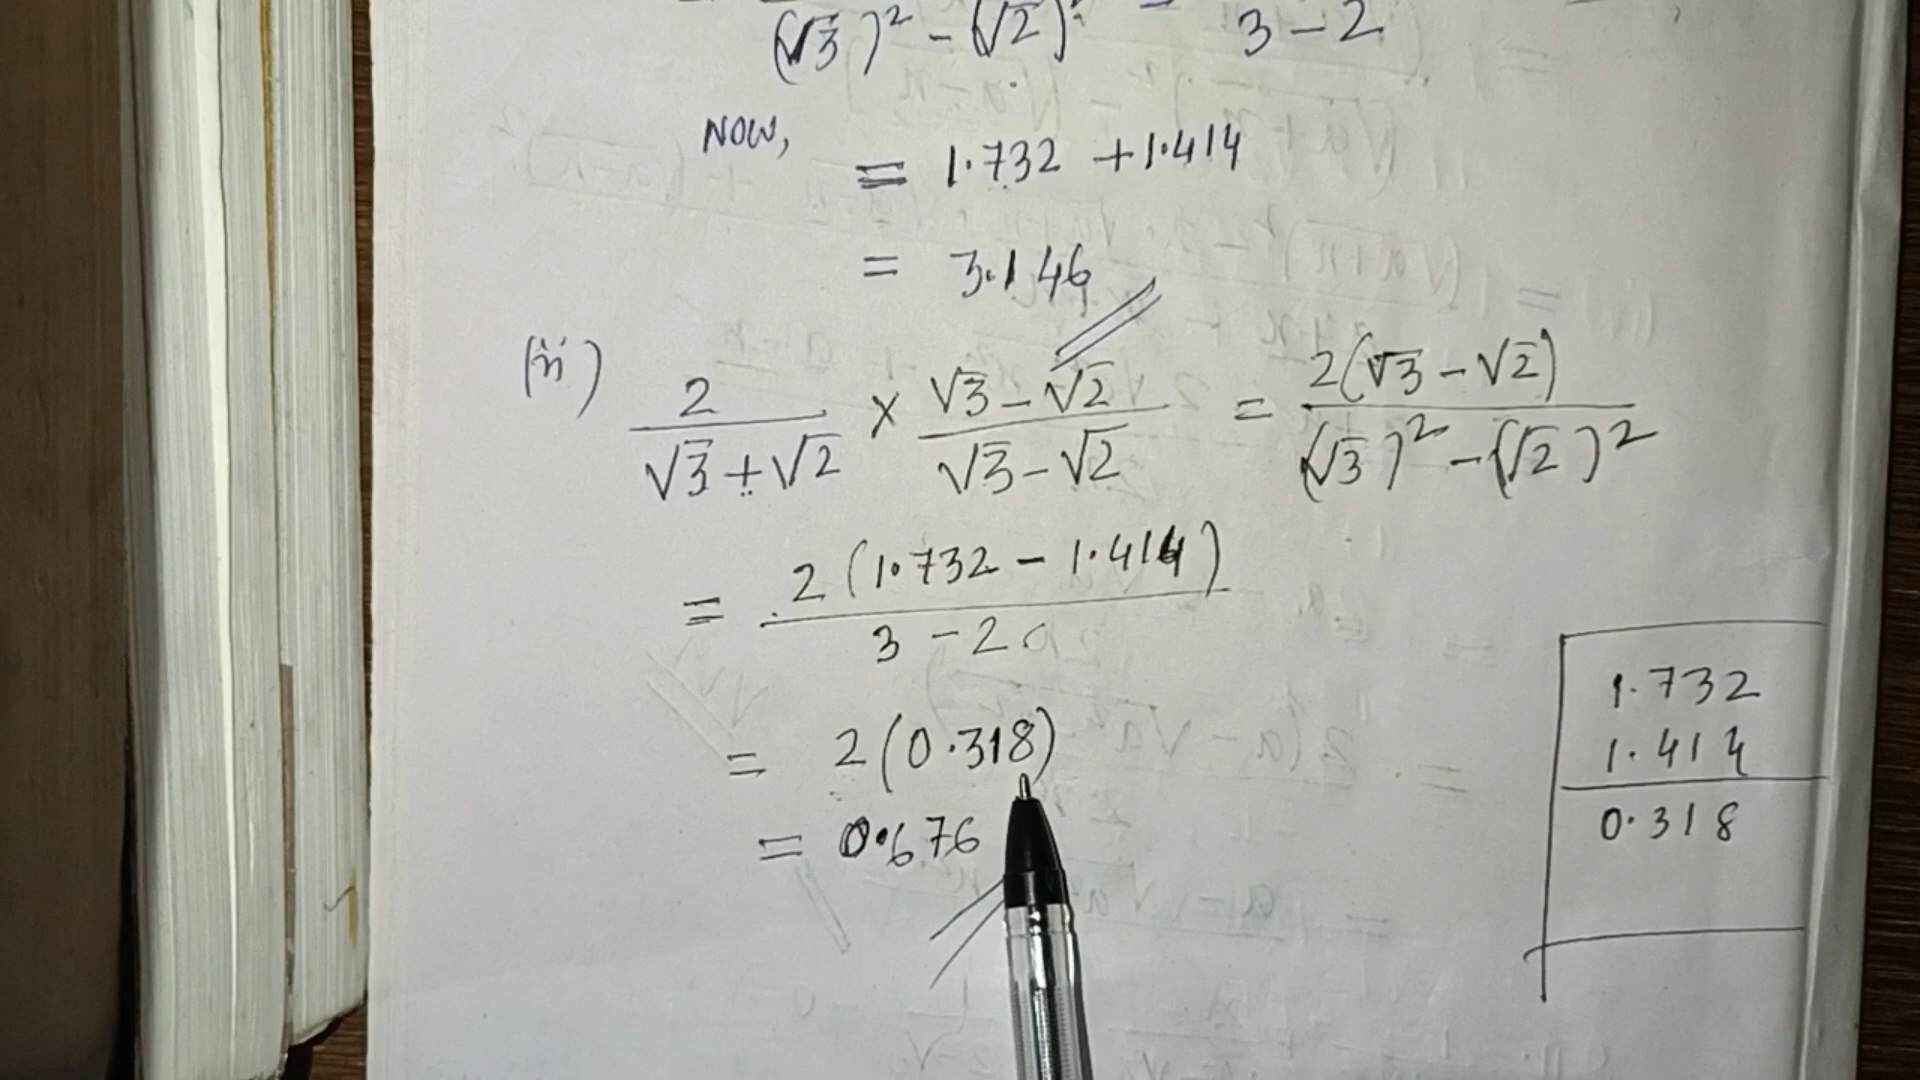 (√3)² - (√2)² = 3 - 2
Now,
= 1.732 + 1.414
= 3.146
(ii) 2/(√3+√2) × (√3-√2)/(√3-√2) = 2(√3-√2)/((√3)²-(√2)²)
= 2(1.732 - 1.414)/(3 - 2)
= 2(0.318)
= 0.676
1.732
1.414
0.318